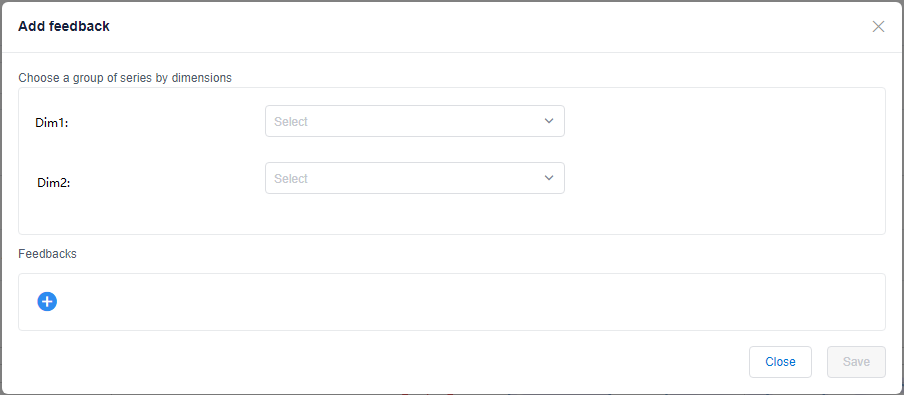 Add feedback
Choose a group of series by dimensions
Dim1:
Select
Dim2:
Select
Feedbacks
Close
Save